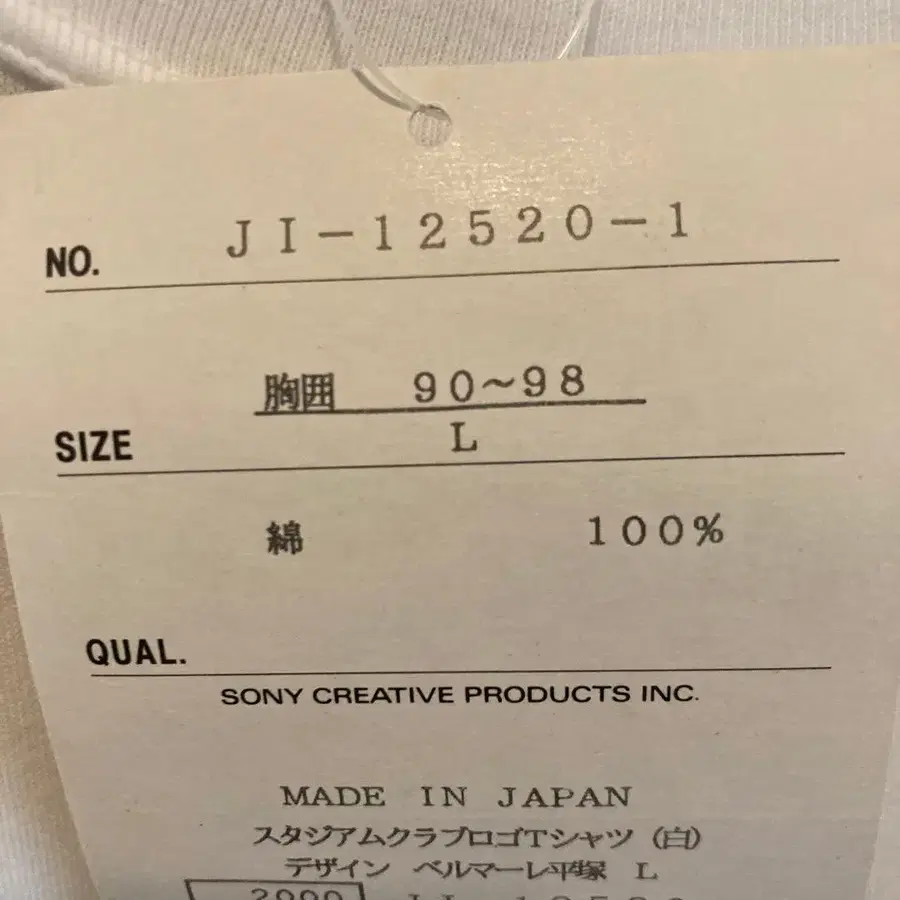 NO. JI-12520-1
胸囲 90~98
SIZE L
綿 100%
QUAL.
SONY CREATIVE PRODUCTS INC.
MADE IN JAPAN
スタジアムクラブロゴTシャツ (白)
デザイン ベルマーレ平塚 L